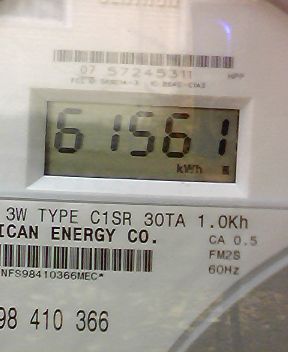 07 57245311
HPP
61561
kWh
3W TYPE C1SR 30TA 1.0Kh
ICAN ENERGY CO.
CA 0.5
FM2S
60Hz
NFS98410366MEC*
98 410 366